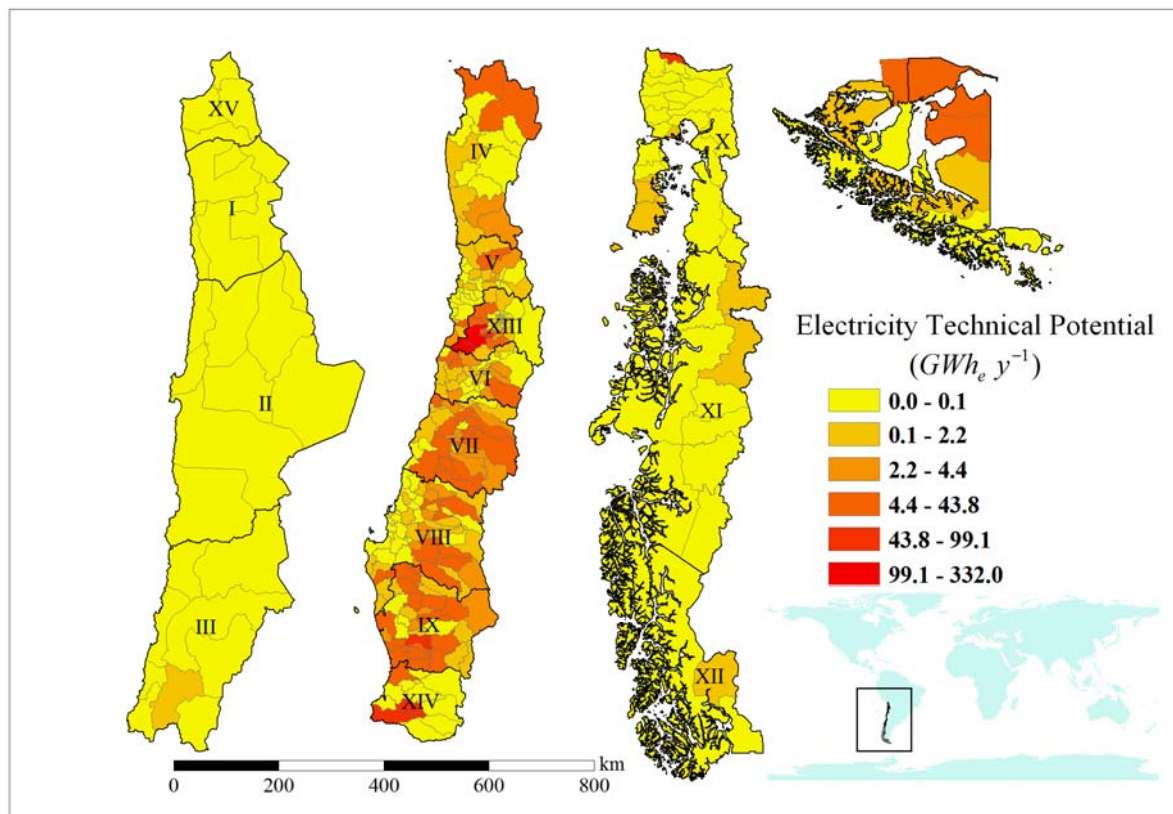 XV
I
II
III
IV
V
XIII
VI
VII
VIII
IX
XIV
X
XI
XII
Electricity Technical Potential
(GWh_e y^{-1})
0.0 - 0.1
0.1 - 2.2
2.2 - 4.4
4.4 - 43.8
43.8 - 99.1
99.1 - 332.0
km
0 200 400 600 800